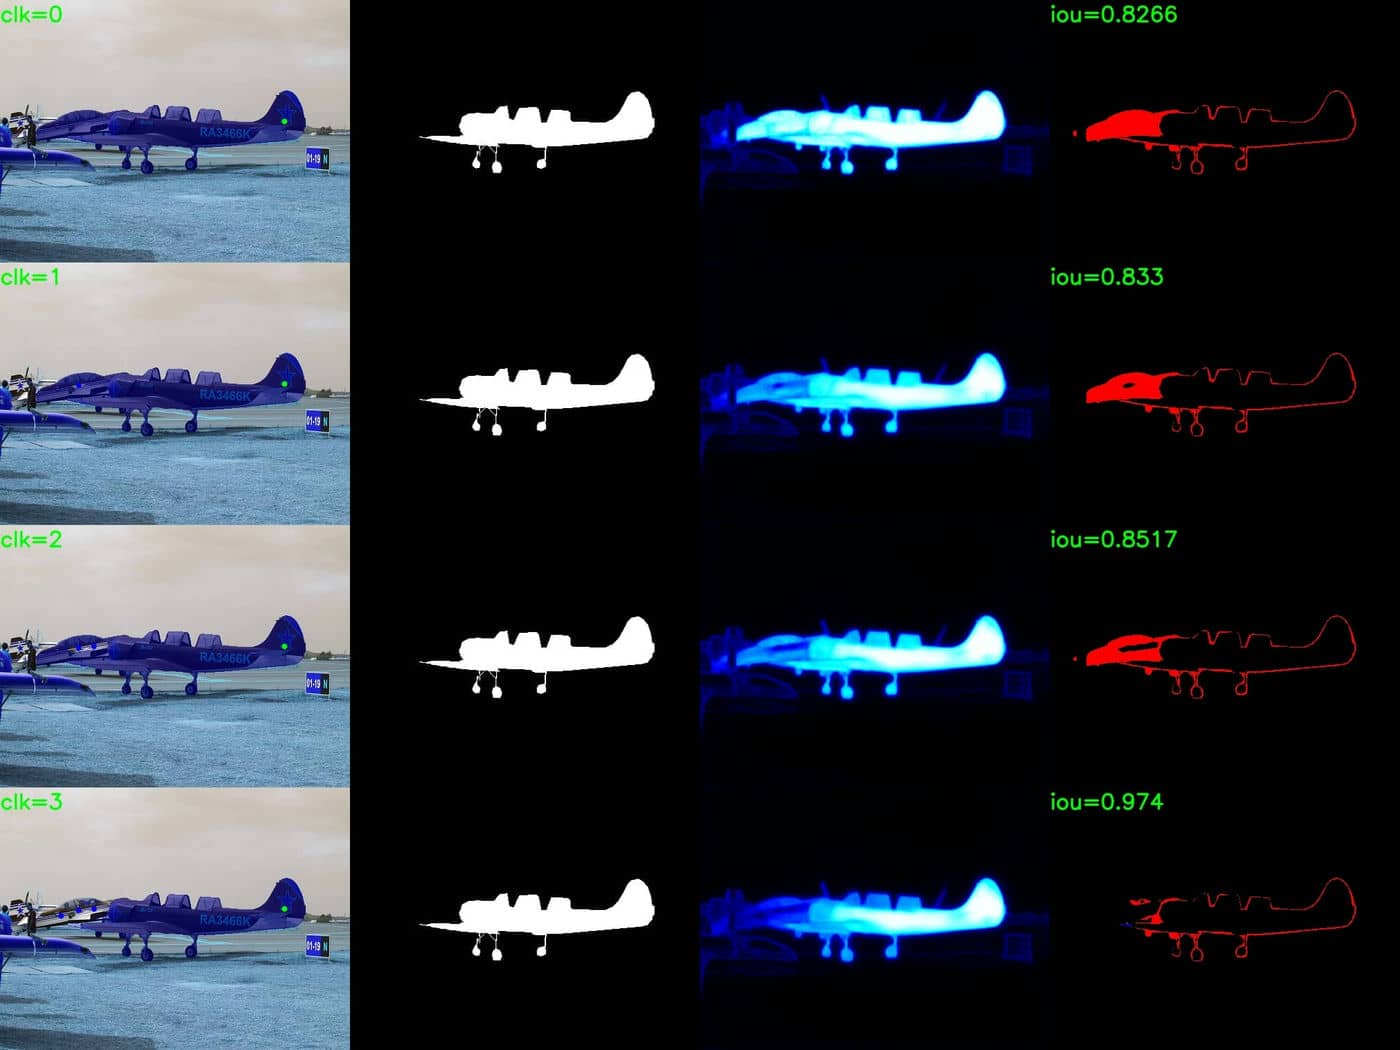 clk=0
iou=0.8266
RA3466K
01-19 N
clk=1
iou=0.833
RA3466K
01-19 N
clk=2
iou=0.8517
RA3466K
01-19 N
clk=3
iou=0.974
RA3466K
01-19 N